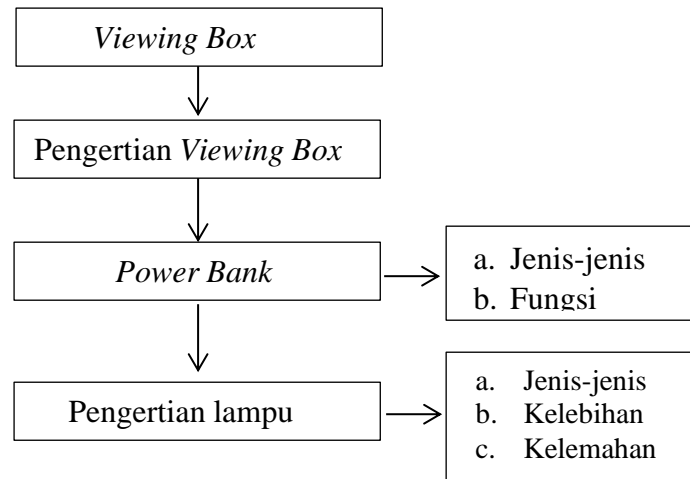 Viewing Box
Pengertian Viewing Box
Power Bank
a. Jenis-jenis
b. Fungsi
Pengertian lampu
a. Jenis-jenis
b. Kelebihan
c. Kelemahan